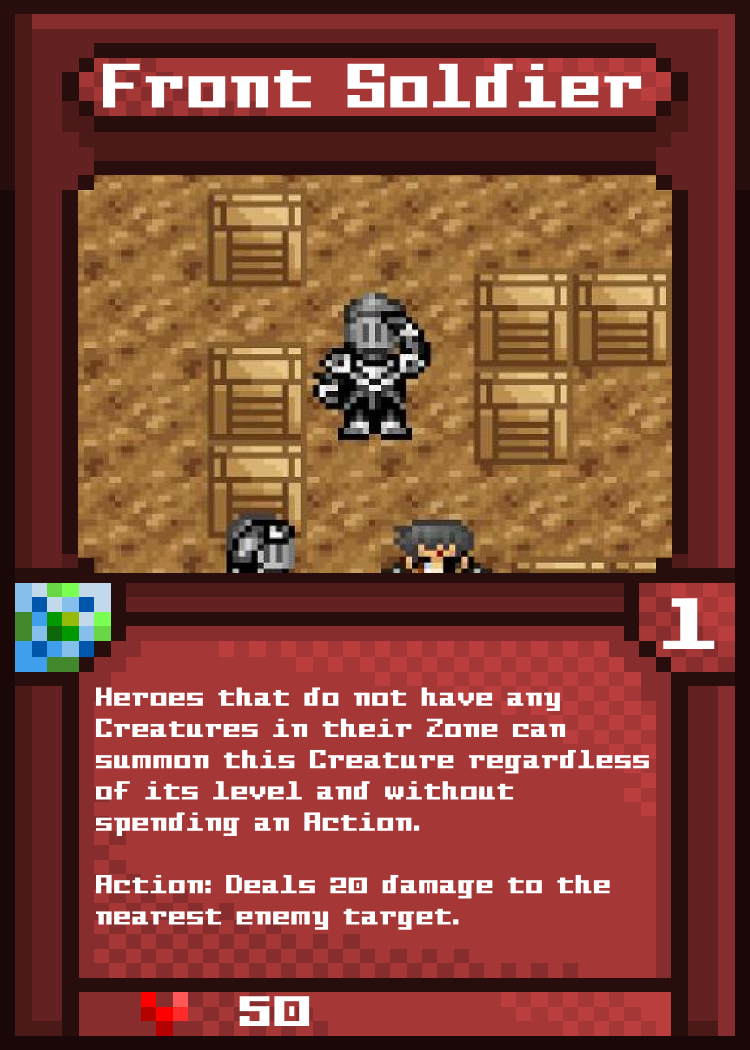 Front Soldier
1
Heroes that do not have any
Creatures in their Zone can
summon this Creature regardless
of its level and without
spending an Action.
Action: Deals 20 damage to the
nearest enemy target.
50